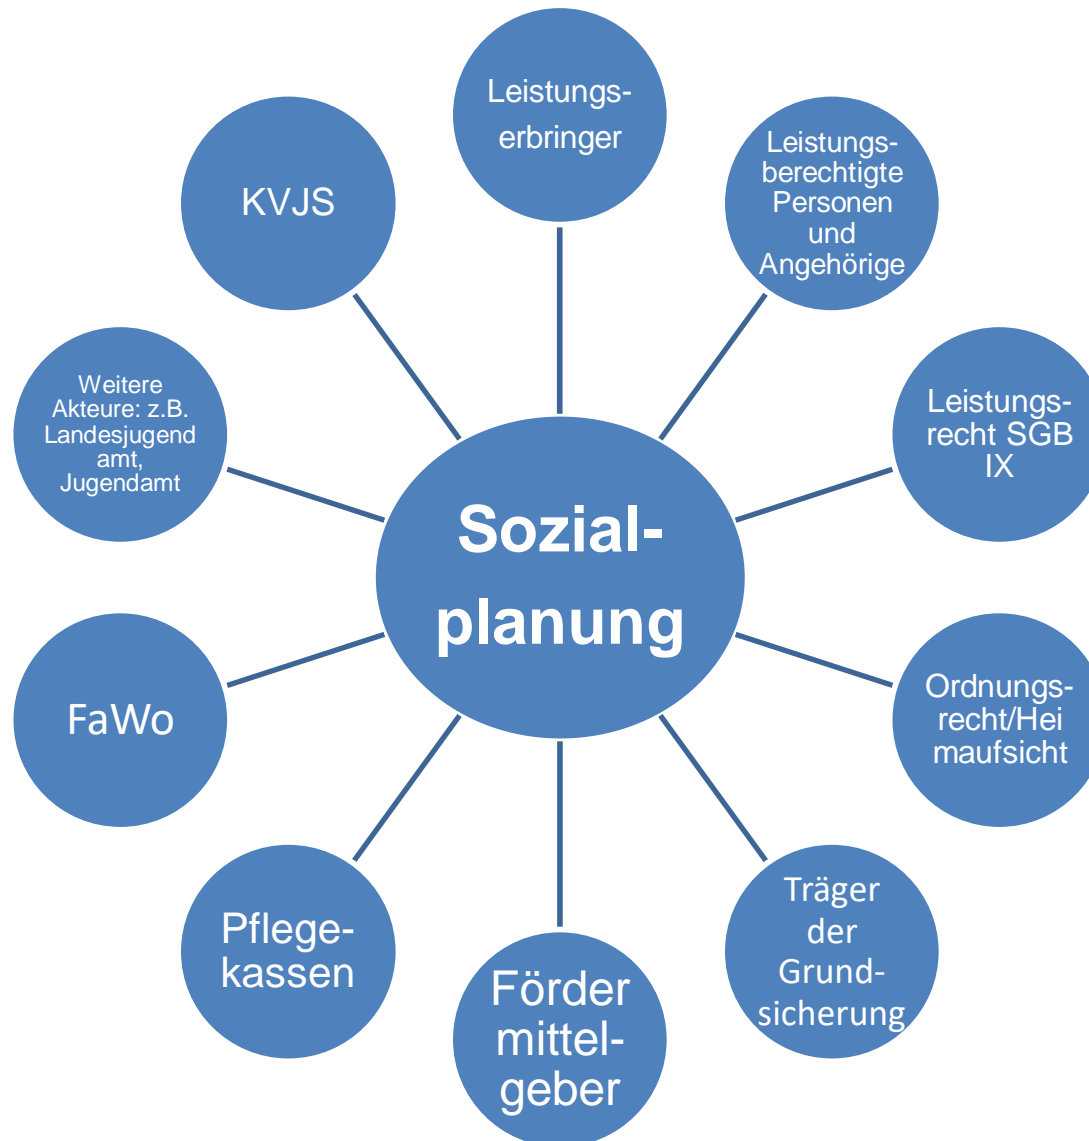 Leistungs-
erbringer
Leistungs-
berechtigte
Personen
und
Angehörige
Leistungs-
recht SGB
IX
Ordnungs-
recht/Hei
maufsicht
Träger
der
Grund-
sicherung
Förder
mittel-
geber
Pflege-
kassen
FaWo
Weitere
Akteure: z.B.
Landesjugend
amt,
Jugendamt
KVJS
Sozial-
planung